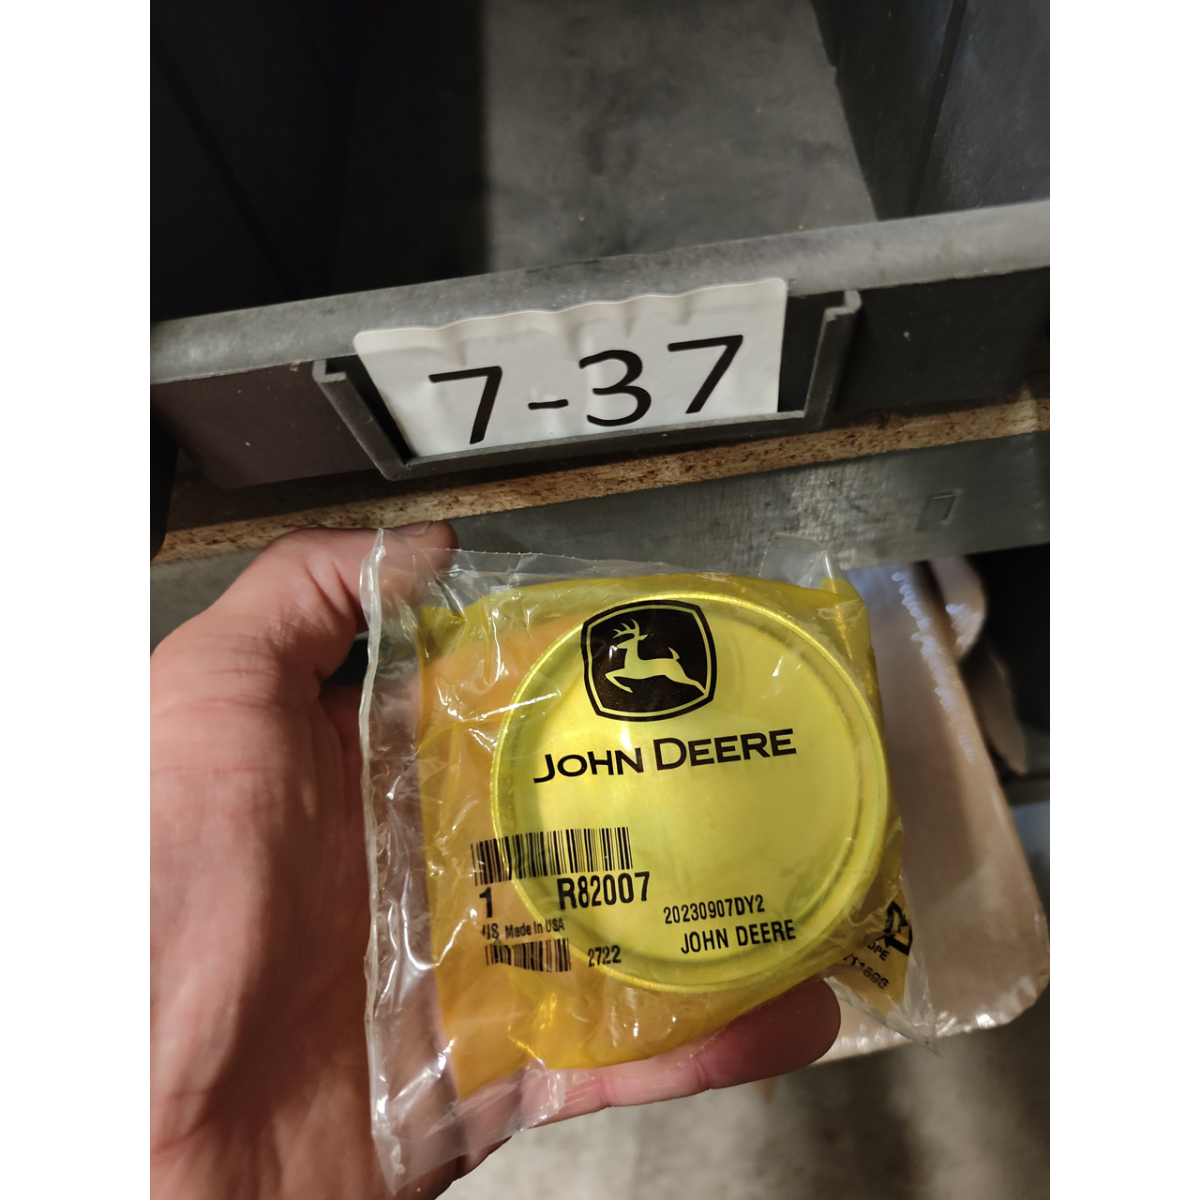 7-37
JOHN DEERE
1 R82007
US Made In USA
20230907DY2
2722
JOHN DEERE